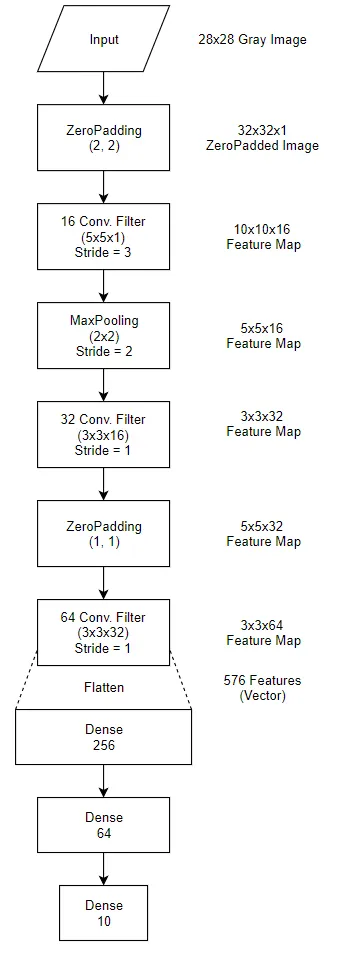 Input
28x28 Gray Image
ZeroPadding
(2, 2)
32x32x1
ZeroPadded Image
16 Conv. Filter
(5x5x1)
Stride = 3
10x10x16
Feature Map
MaxPooling
(2x2)
Stride = 2
5x5x16
Feature Map
32 Conv. Filter
(3x3x16)
Stride = 1
3x3x32
Feature Map
ZeroPadding
(1, 1)
5x5x32
Feature Map
64 Conv. Filter
(3x3x32)
Stride = 1
3x3x64
Feature Map
Flatten
576 Features
(Vector)
Dense
256
Dense
64
Dense
10